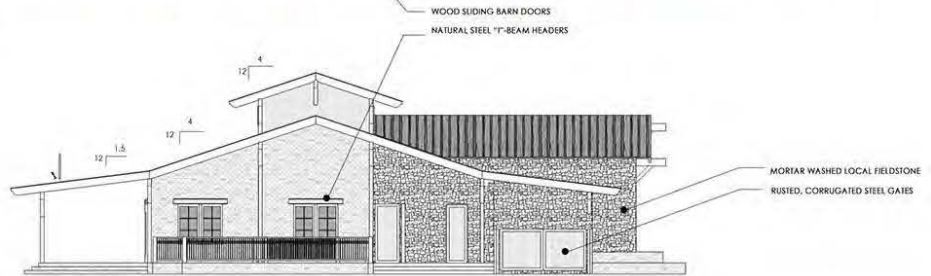 WOOD SLIDING BARN DOORS
NATURAL STEEL "I"-BEAM HEADERS
4
12
4
12
1.5
12
MORTAR WASHED LOCAL FIELDSTONE
RUSTED, CORRUGATED STEEL GATES